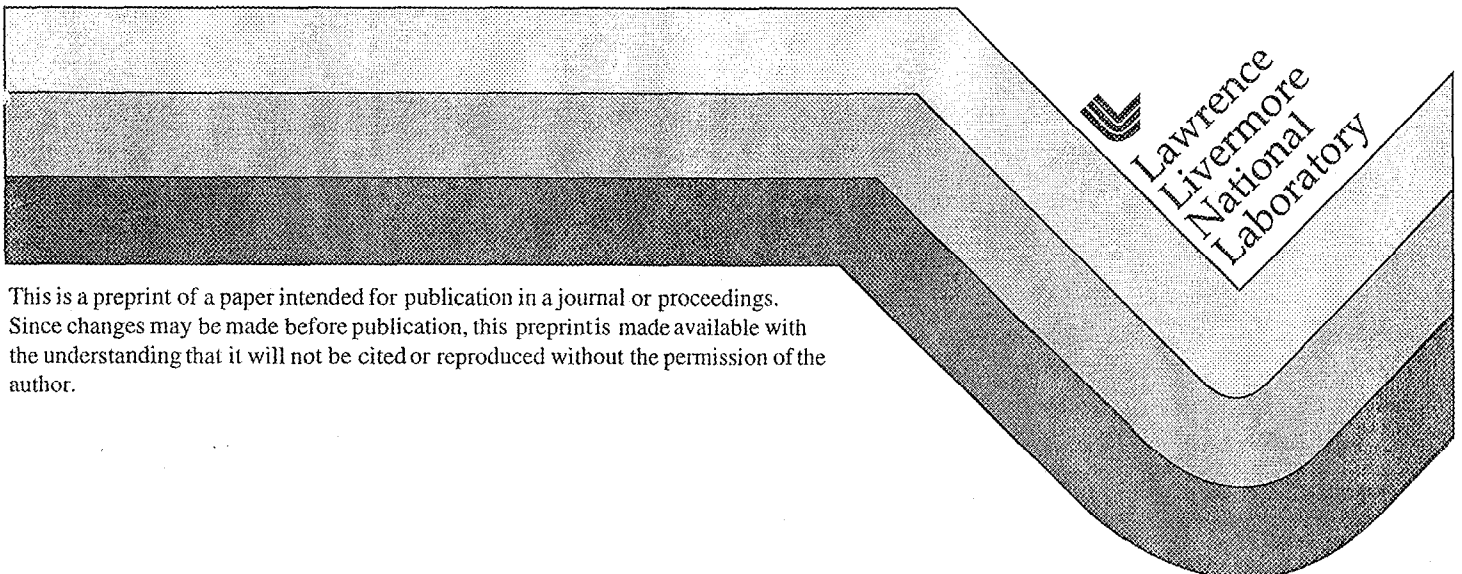 Lawrence
Livermore
National
Laboratory
This is a preprint of a paper intended for publication in a journal or proceedings.
Since changes may be made before publication, this preprint is made available with
the understanding that it will not be cited or reproduced without the permission of the
author.